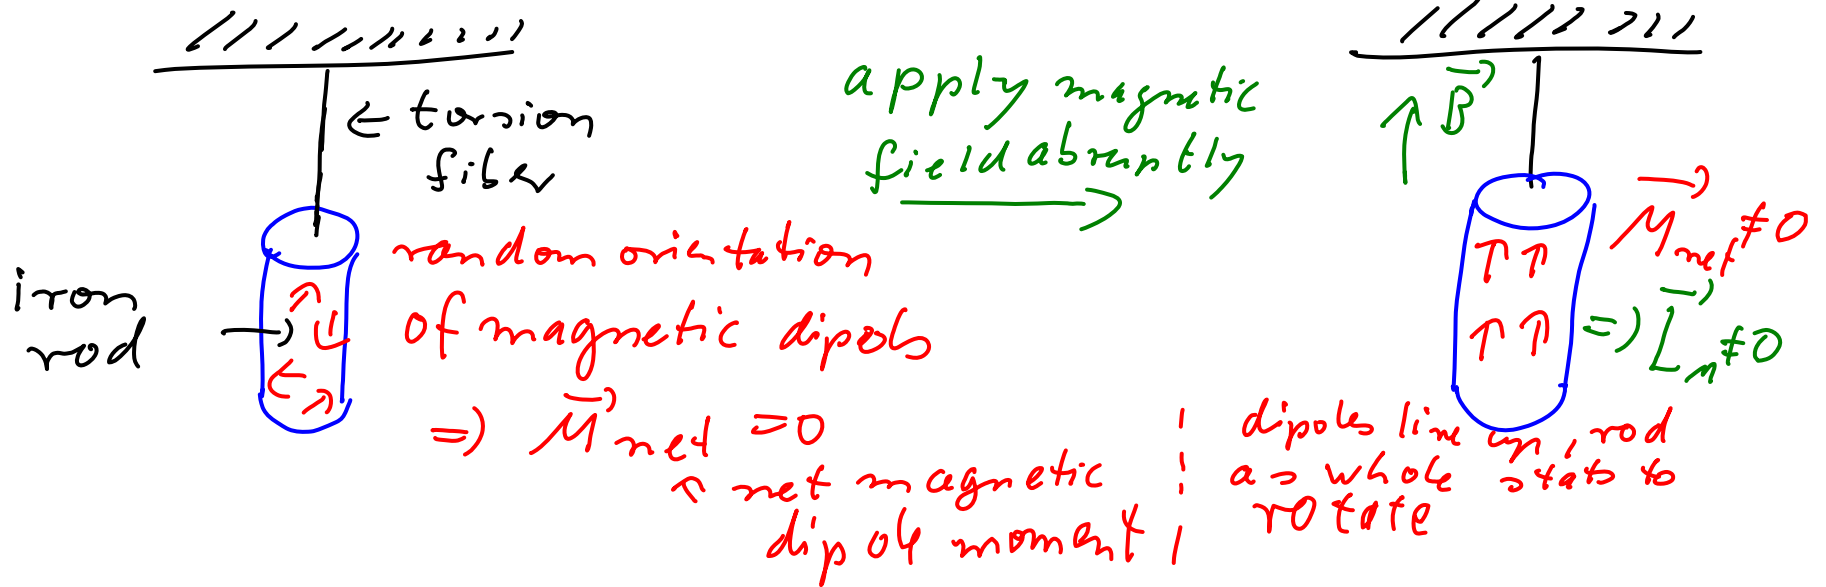 ← torsion
fiber
iron
rod →
random orientation
of magnetic dipols
=> M⃗ net = 0
↑ net magnetic
dipole moment
apply magnetic
field abruptly
↑ B⃗
M⃗ net ≠ 0
=> L⃗ M ≠ 0
dipoles line up, rod
as whole stats to
rotate